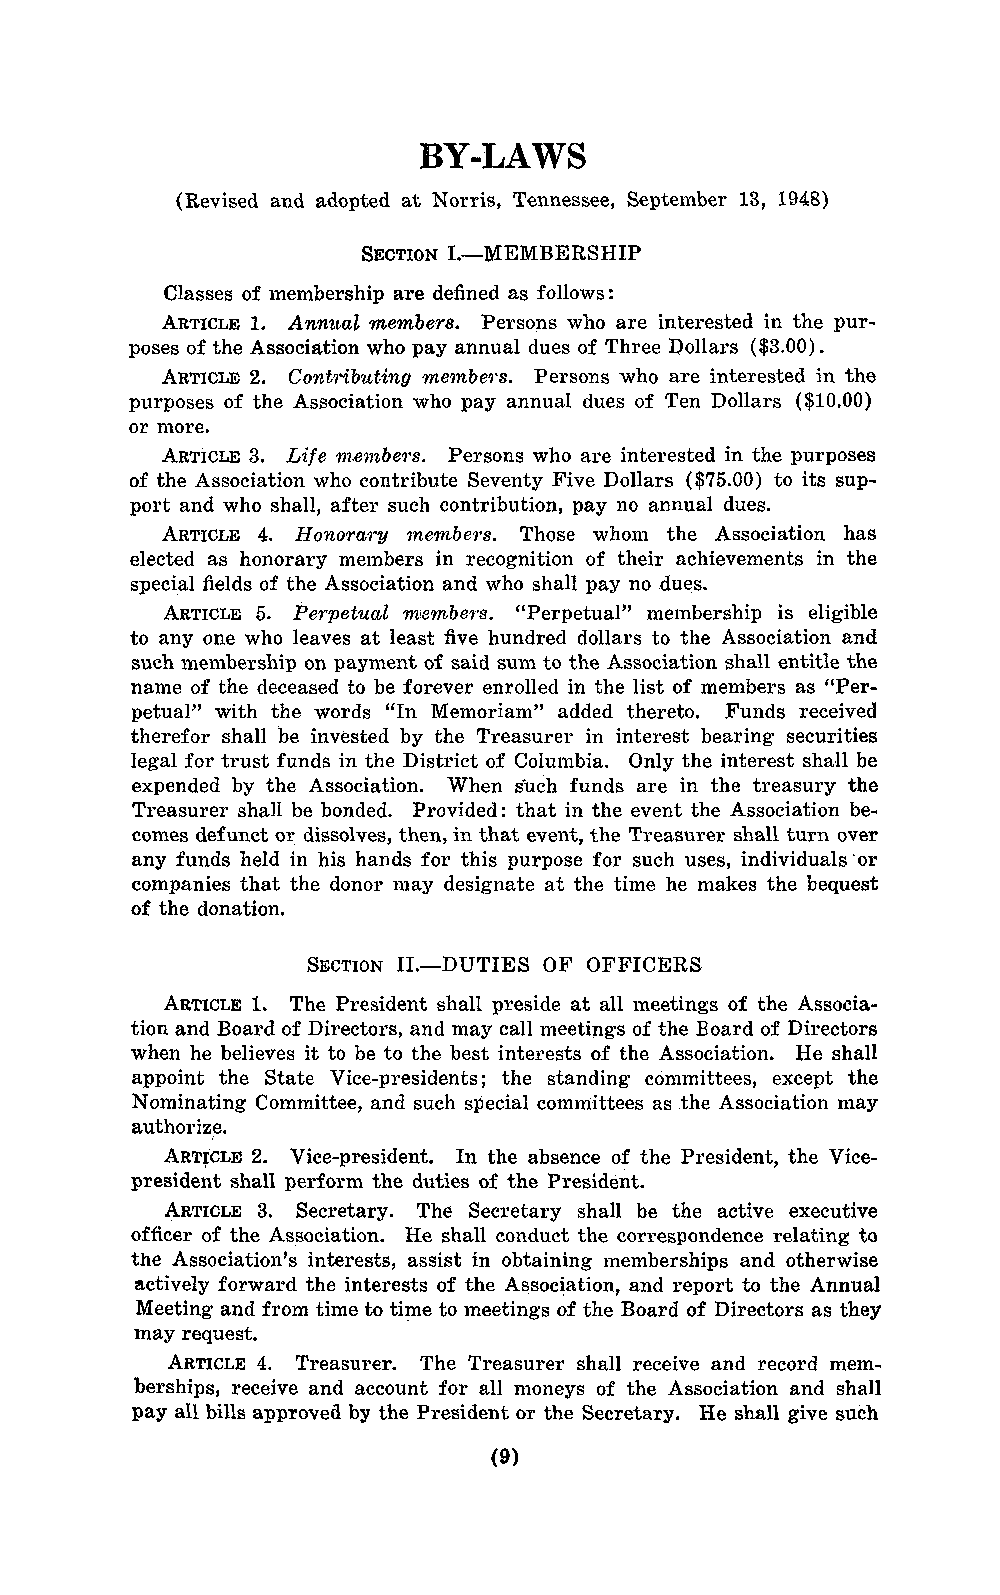 BY-LAWS
(Revised and adopted at Norris, Tennessee, September 13, 1948)
SECTION I.—MEMBERSHIP
Classes of membership are defined as follows:
ARTICLE 1. Annual members. Persons who are interested in the pur-
poses of the Association who pay annual dues of Three Dollars ($3.00).
ARTICLE 2. Contributing members. Persons who are interested in the
purposes of the Association who pay annual dues of Ten Dollars ($10.00)
or more.
ARTICLE 3. Life members. Persons who are interested in the purposes
of the Association who contribute Seventy Five Dollars ($75.00) to its sup-
port and who shall, after such contribution, pay no annual dues.
ARTICLE 4. Honorary members. Those whom the Association has
elected as honorary members in recognition of their achievements in the
special fields of the Association and who shall pay no dues.
ARTICLE 5. Perpetual members. “Perpetual” membership is eligible
to any one who leaves at least five hundred dollars to the Association and
such membership on payment of said sum to the Association shall entitle the
name of the deceased to be forever enrolled in the list of members as “Per-
petual” with the words “In Memoriam” added thereto. Funds received
therefor shall be invested by the Treasurer in interest bearing securities
legal for trust funds in the District of Columbia. Only the interest shall be
expended by the Association. When such funds are in the treasury the
Treasurer shall be bonded. Provided: that in the event the Association be-
comes defunct or dissolves, then, in that event, the Treasurer shall turn over
any funds held in his hands for this purpose for such uses, individuals or
companies that the donor may designate at the time he makes the bequest
of the donation.
SECTION II.—DUTIES OF OFFICERS
ARTICLE 1. The President shall preside at all meetings of the Associa-
tion and Board of Directors, and may call meetings of the Board of Directors
when he believes it to be to the best interests of the Association. He shall
appoint the State Vice-presidents; the standing committees, except the
Nominating Committee, and such special committees as the Association may
authorize.
ARTICLE 2. Vice-president. In the absence of the President, the Vice-
president shall perform the duties of the President.
ARTICLE 3. Secretary. The Secretary shall be the active executive
officer of the Association. He shall conduct the correspondence relating to
the Association's interests, assist in obtaining memberships and otherwise
actively forward the interests of the Association, and report to the Annual
Meeting and from time to time to meetings of the Board of Directors as they
may request.
ARTICLE 4. Treasurer. The Treasurer shall receive and record mem-
berships, receive and account for all moneys of the Association and shall
pay all bills approved by the President or the Secretary. He shall give such
(9)